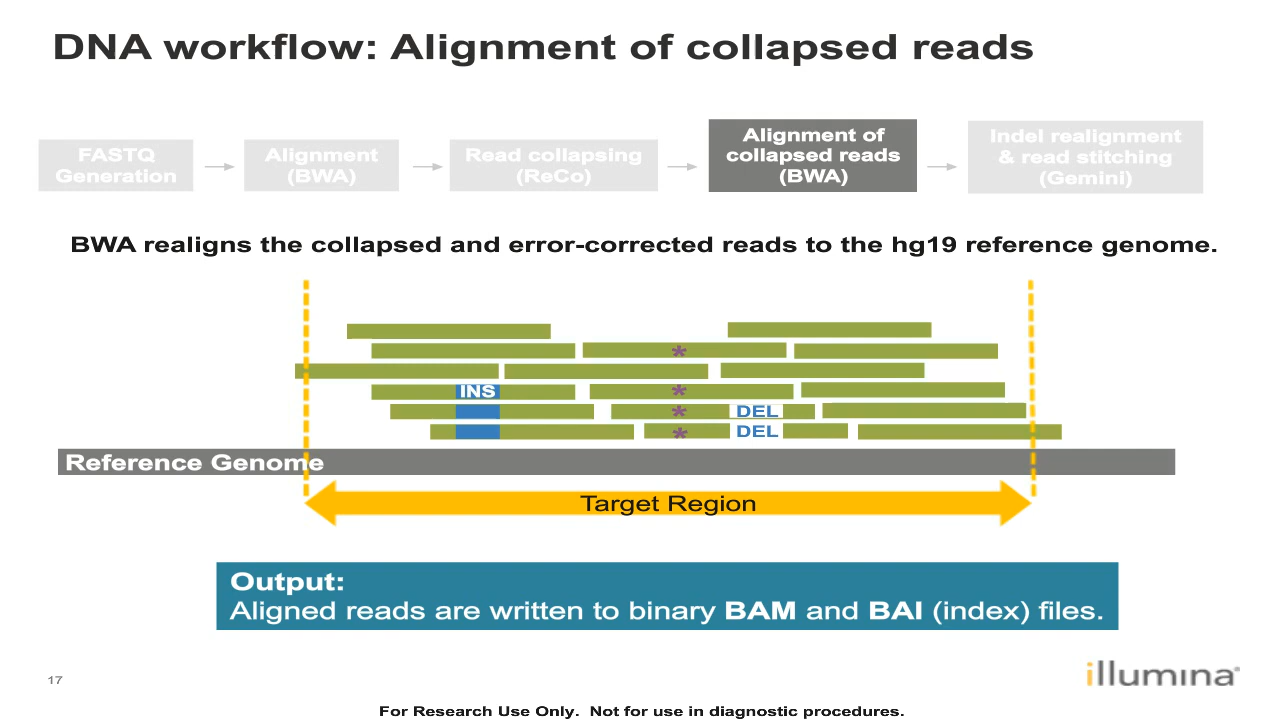 DNA workflow: Alignment of collapsed reads
FASTQ
Generation
Alignment
(BWA)
Read collapsing
(ReCo)
Alignment of
collapsed reads
(BWA)
Indel realignment
& read stitching
(Gemini)
BWA realigns the collapsed and error-corrected reads to the hg19 reference genome.
*
INS
*
*
DEL
*
DEL
Reference Genome
Target Region
Output:
Aligned reads are written to binary BAM and BAI (index) files.
17
illumina®
For Research Use Only. Not for use in diagnostic procedures.